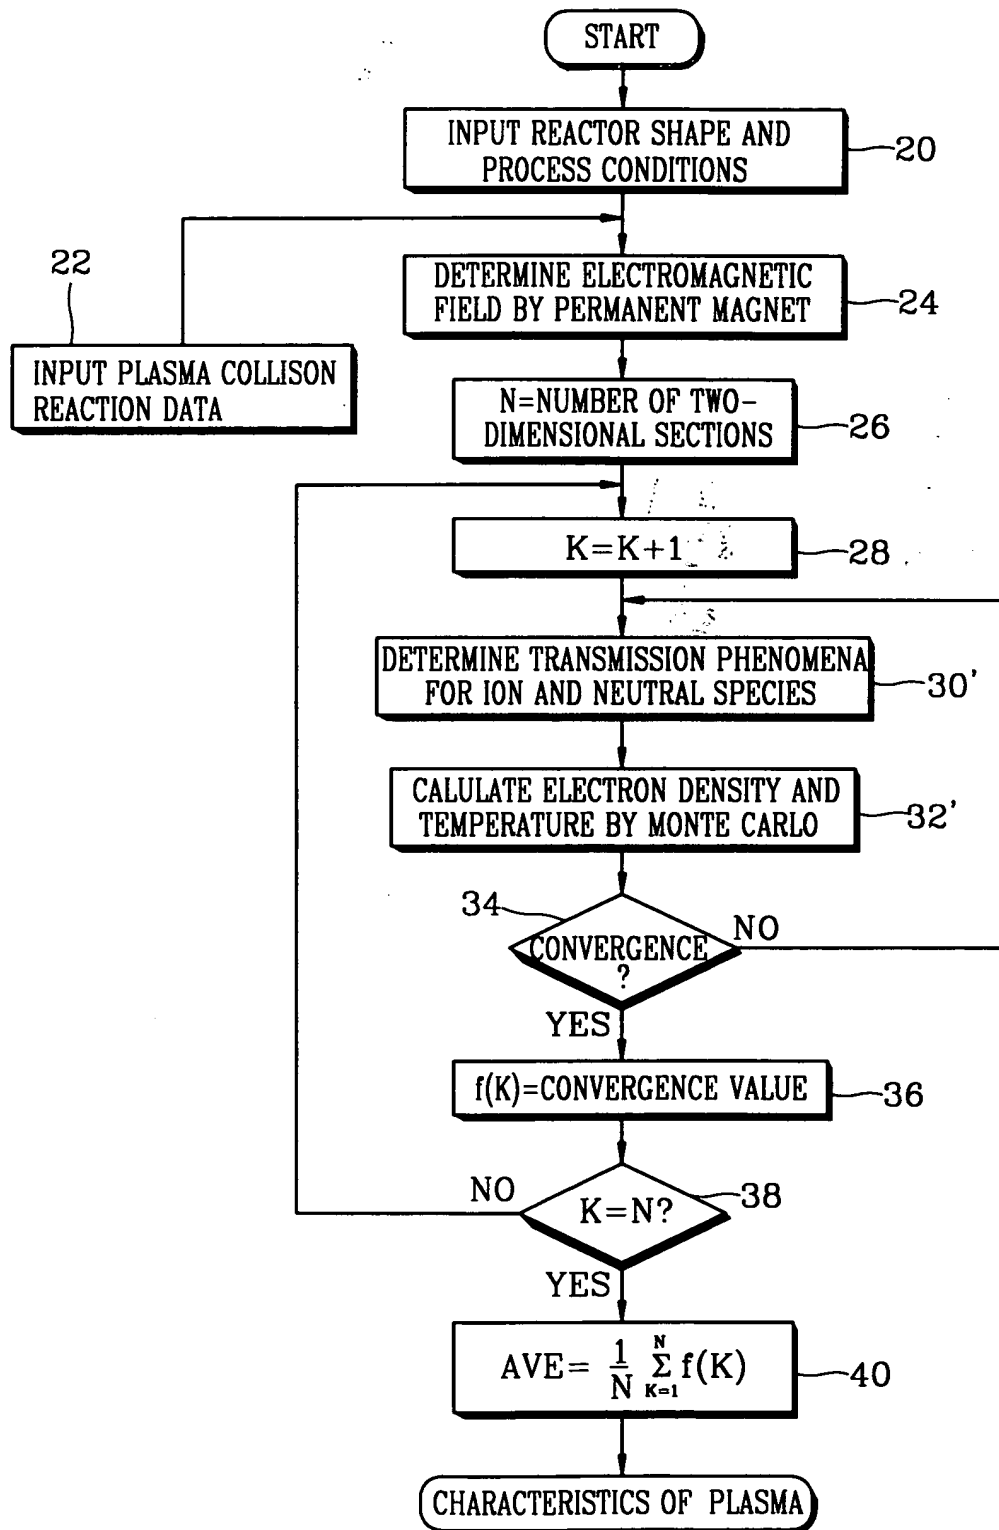 START
INPUT REACTOR SHAPE AND
PROCESS CONDITIONS
20
22
DETERMINE ELECTROMAGNETIC
FIELD BY PERMANENT MAGNET
24
INPUT PLASMA COLLISON
REACTION DATA
N=NUMBER OF TWO-
DIMENSIONAL SECTIONS
26
K=K+1
28
DETERMINE TRANSMISSION PHENOMENA
FOR ION AND NEUTRAL SPECIES
30'
CALULATE ELECTRON DENSITY AND
TEMPERATURE BY MONTE CARLO
32'
34
CONVERGENCE
?
NO
YES
f(K)=CONVERGENCE VALUE
36
NO
K=N?
38
YES
AVE= 1/N N Σ K=1 f(K)
40
CHARACTERISTICS OF PLASMA